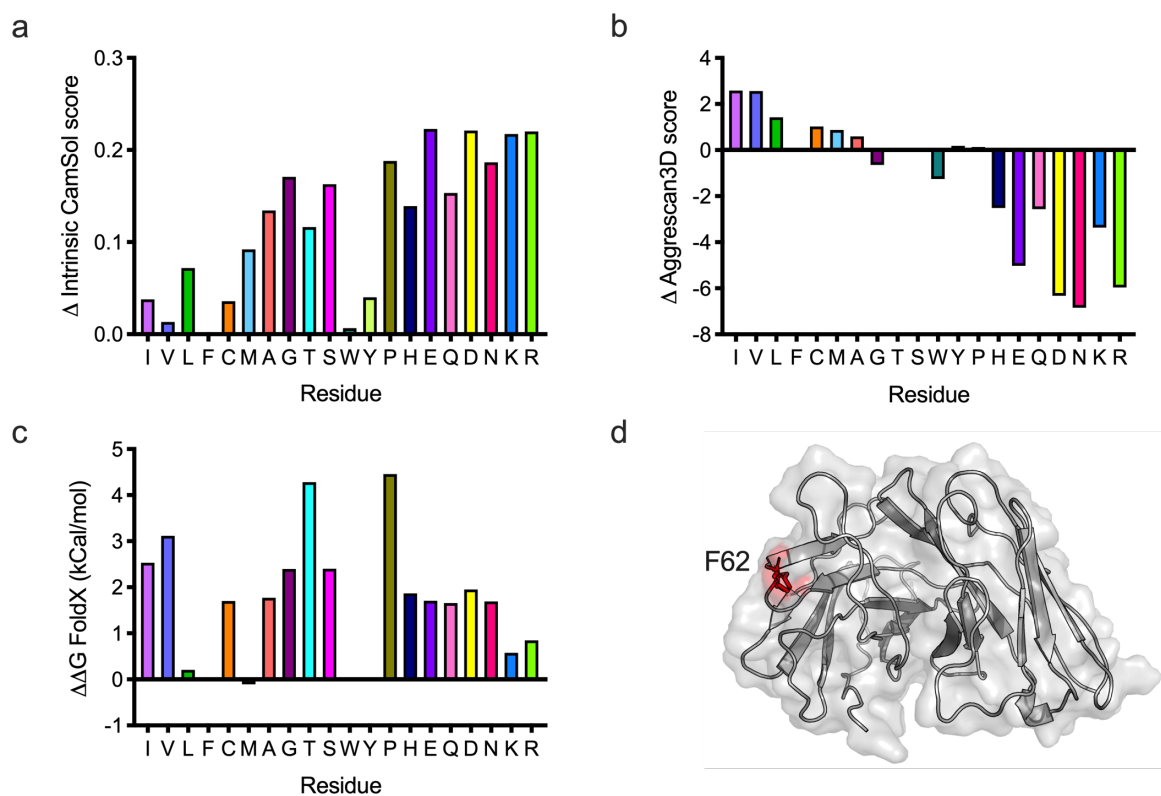 a
0.3
0.2
0.1
0.0
Δ Intrinsic CamSol score
I V L F C M A G T S W Y P H E Q D N K R
Residue
b
4
2
0
-2
-4
-6
-8
Δ Aggrescan3D score
I V L F C M A G T S W Y P H E Q D N K R
Residue
c
5
4
3
2
1
0
-1
ΔΔG FoldX (kCal/mol)
I V L F C M A G T S W Y P H E Q D N K R
Residue
d
F62